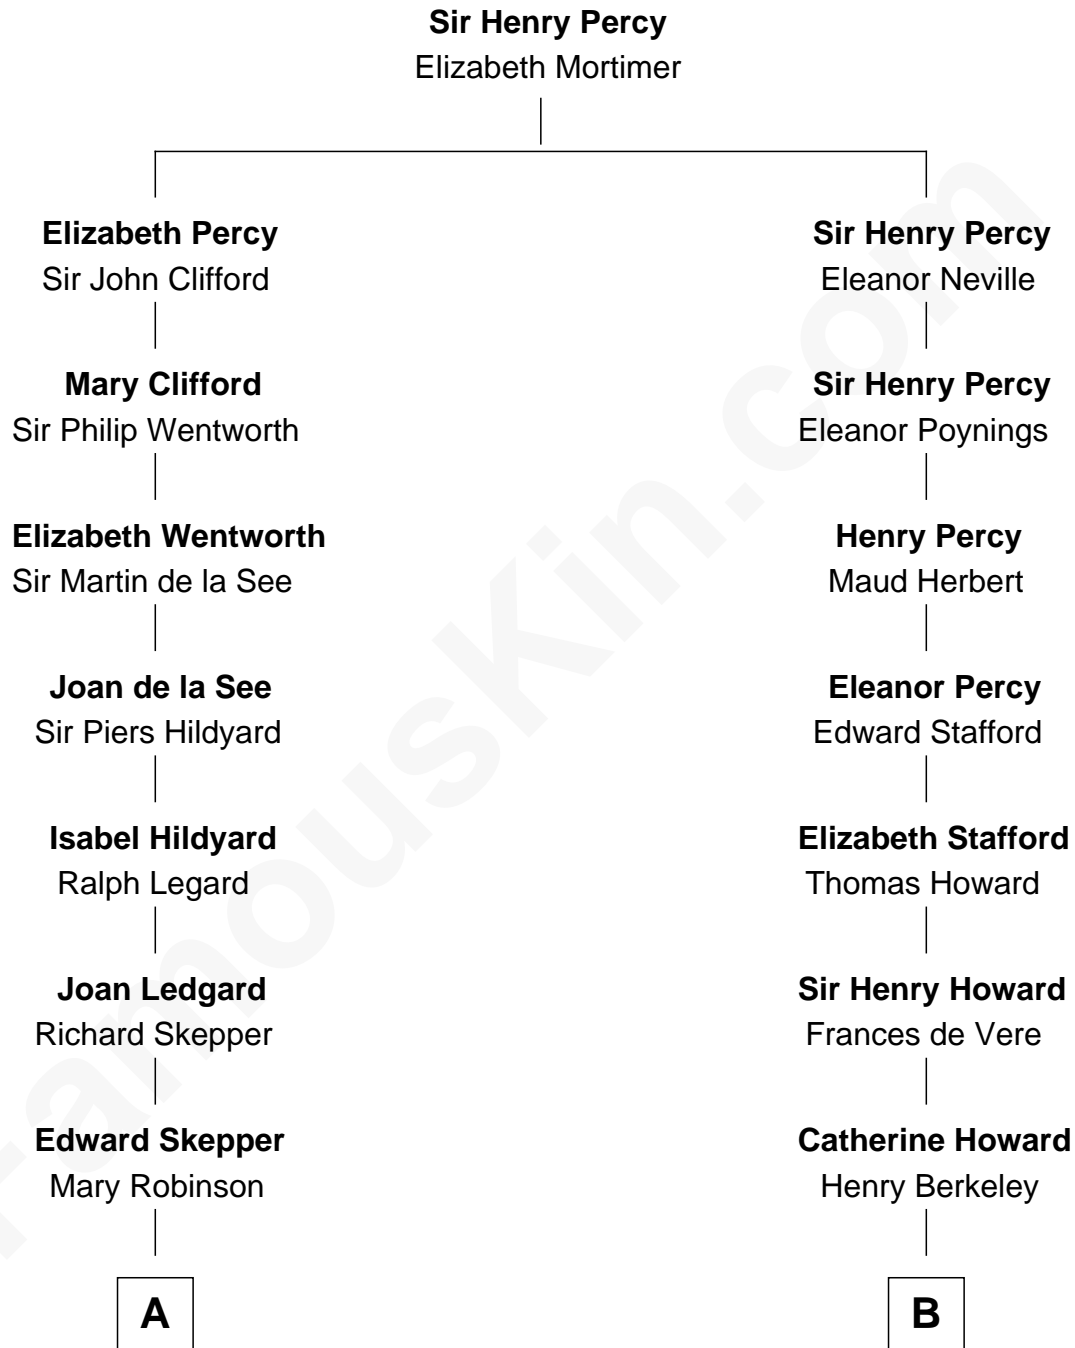 Sir Henry Percy
Elizabeth Mortimer
Elizabeth Percy
Sir John Clifford
Sir Henry Percy
Eleanor Neville
Mary Clifford
Sir Philip Wentworth
Sir Henry Percy
Eleanor Poynings
Elizabeth Wentworth
Sir Martin de la See
Henry Percy
Maud Herbert
Joan de la See
Sir Piers Hildyard
Eleanor Percy
Edward Stafford
Isabel Hildyard
Ralph Legard
Elizabeth Stafford
Thomas Howard
Joan Ledgard
Richard Skepper
Sir Henry Howard
Frances de Vere
Edward Skepper
Mary Robinson
Catherine Howard
Henry Berkeley
A
B
FamousKin.com